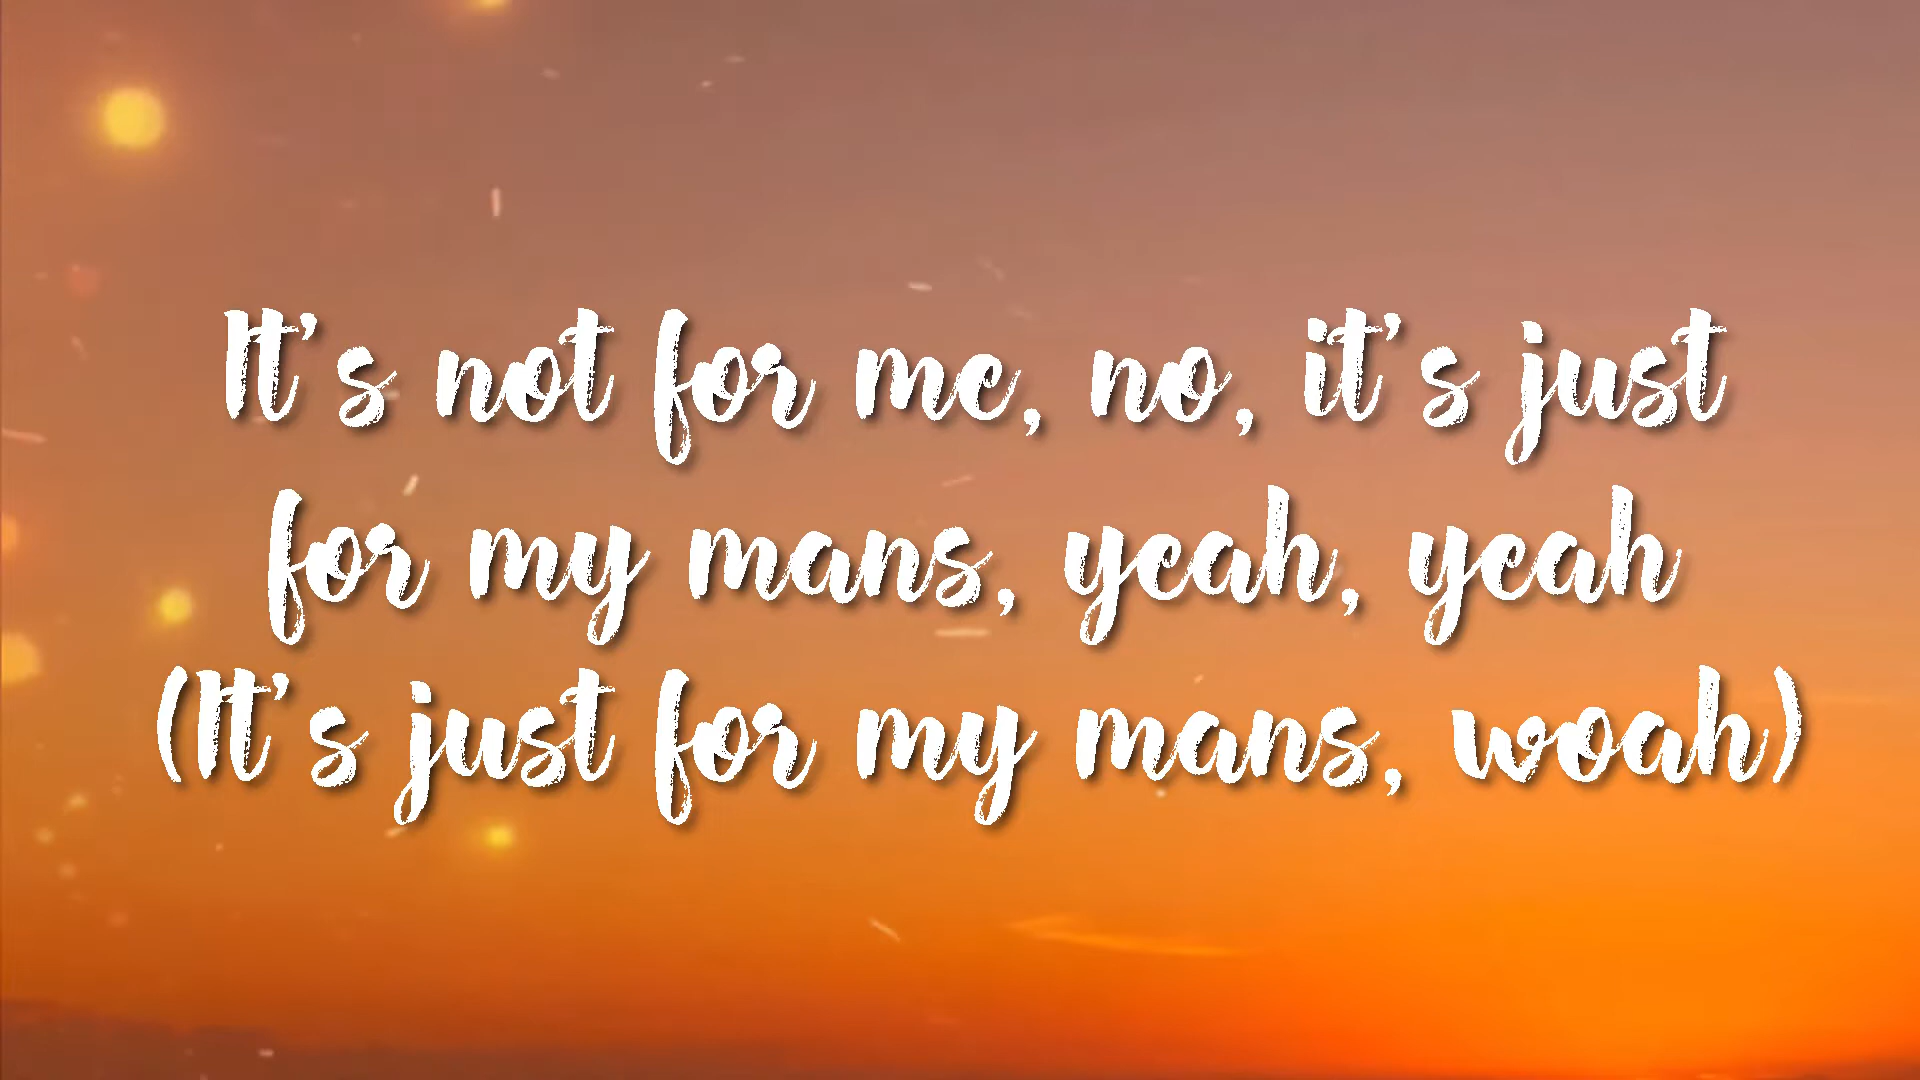 It's not for me, no, it's just
for my mans, yeah, yeah
(It's just for my mans, woah)